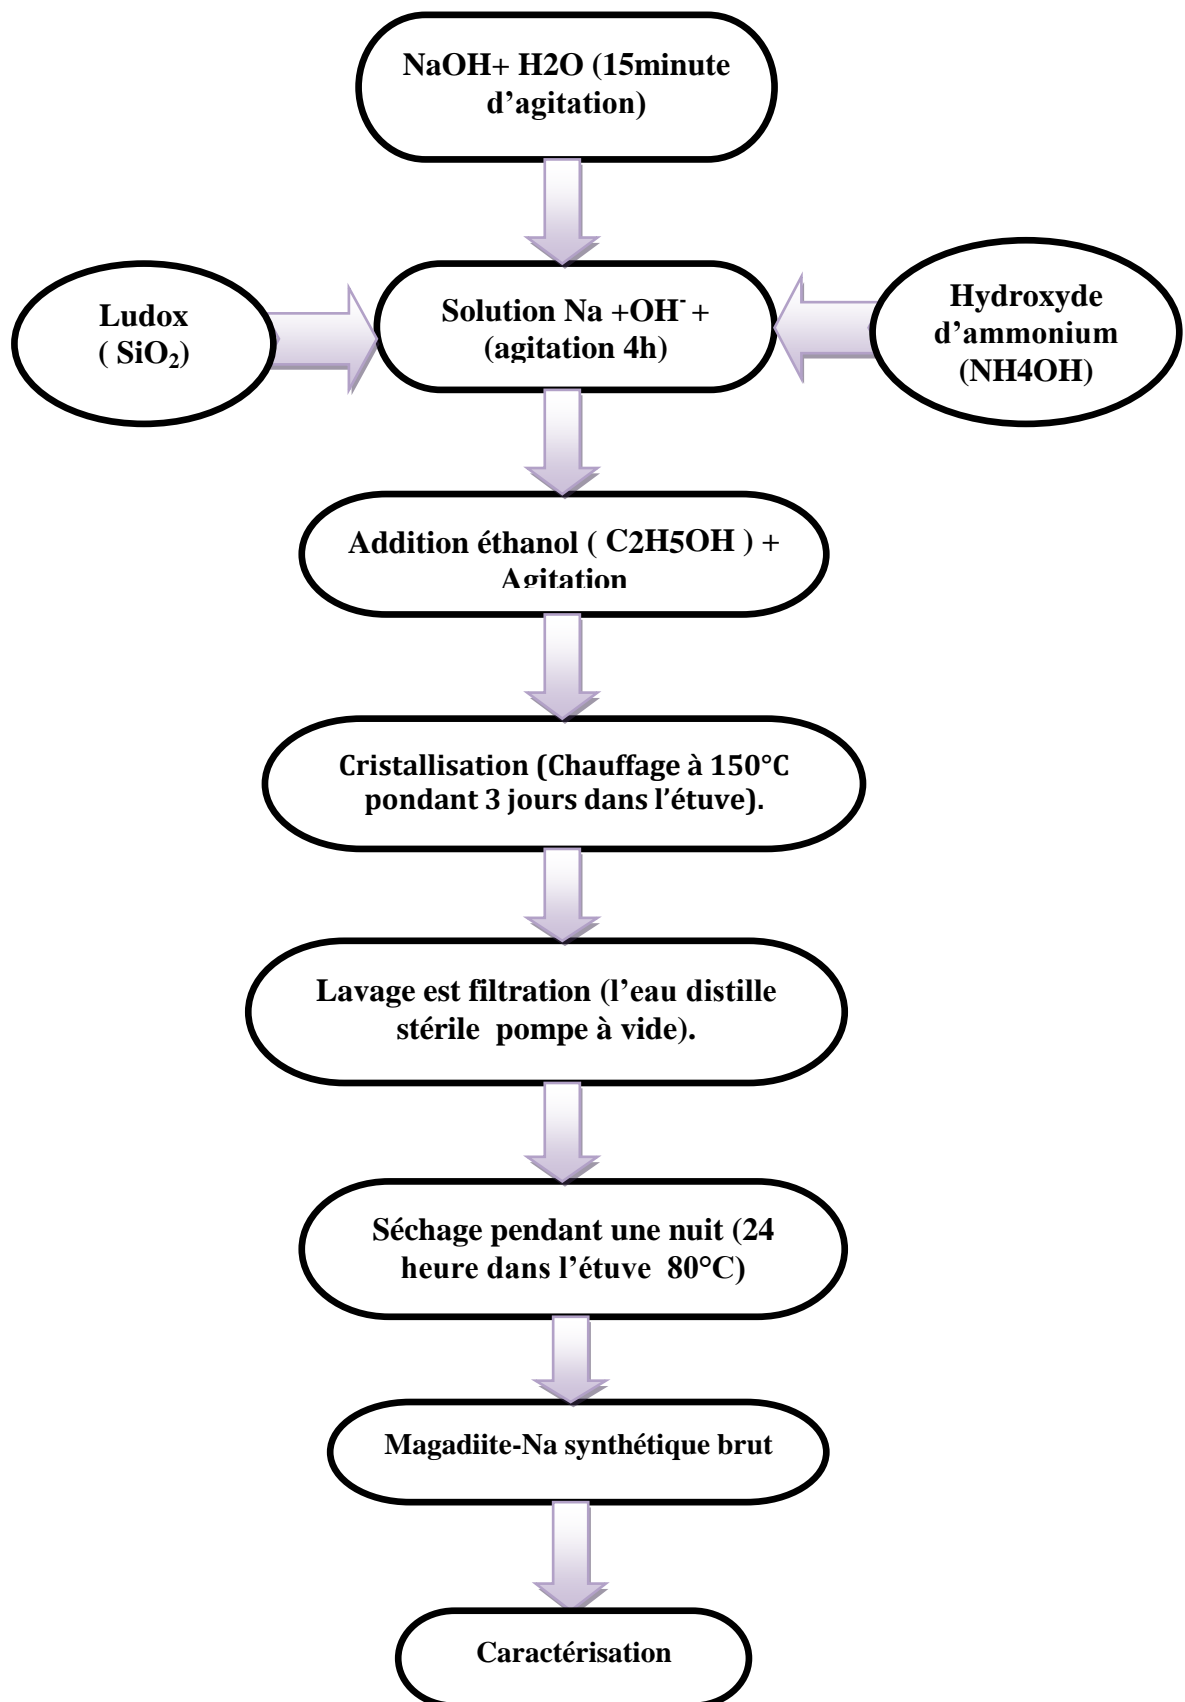 NaOH+ H2O (15minute
d’agitation)
Ludox
( SiO₂)
Solution Na +OH⁻ +
(agitation 4h)
Hydroxyde
d’ammonium
(NH4OH)
Addition éthanol ( C2H5OH ) +
Agitation
Cristallisation (Chauffage à 150°C
pondant 3 jours dans l’étuve).
Lavage est filtration (l’eau distille
stérile pompe à vide).
Séchage pendant une nuit (24
heure dans l’étuve 80°C)
Magadiite-Na synthétique brut
Caractérisation